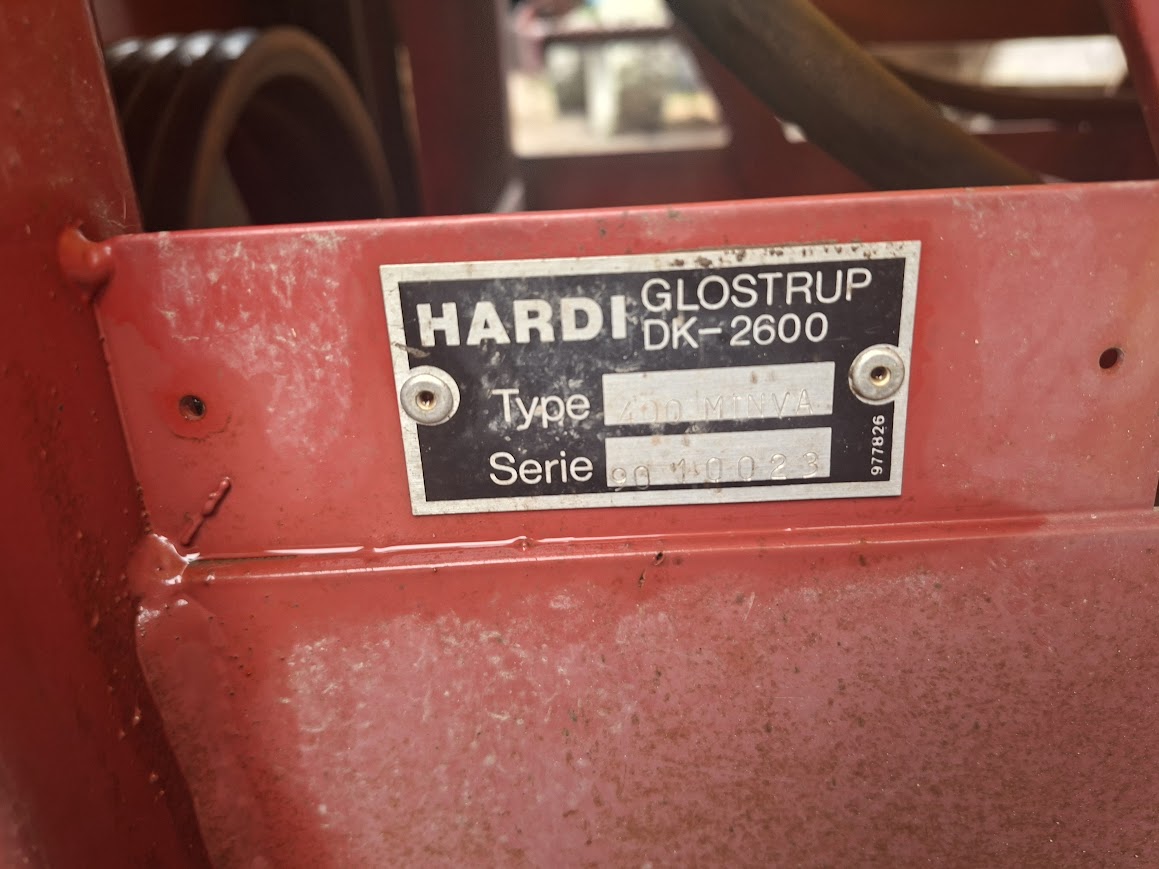 HARDI GLOSTRUP
DK-2600
Type 400 MINVA
Serie 90 10023
977826